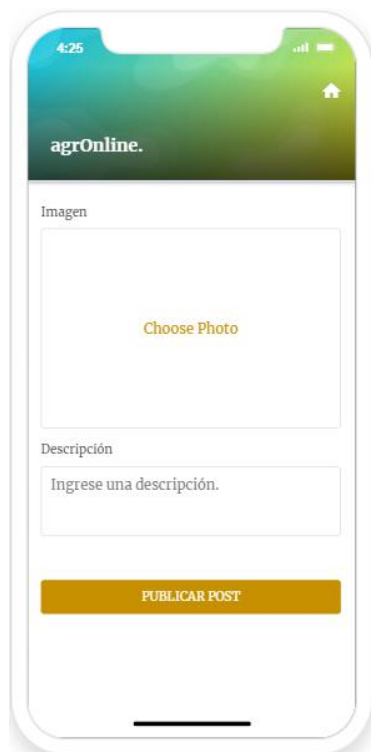 4:25
agrOnline.
Imagen
Choose Photo
Descripción
Ingrese una descripción.
PUBLICAR POST